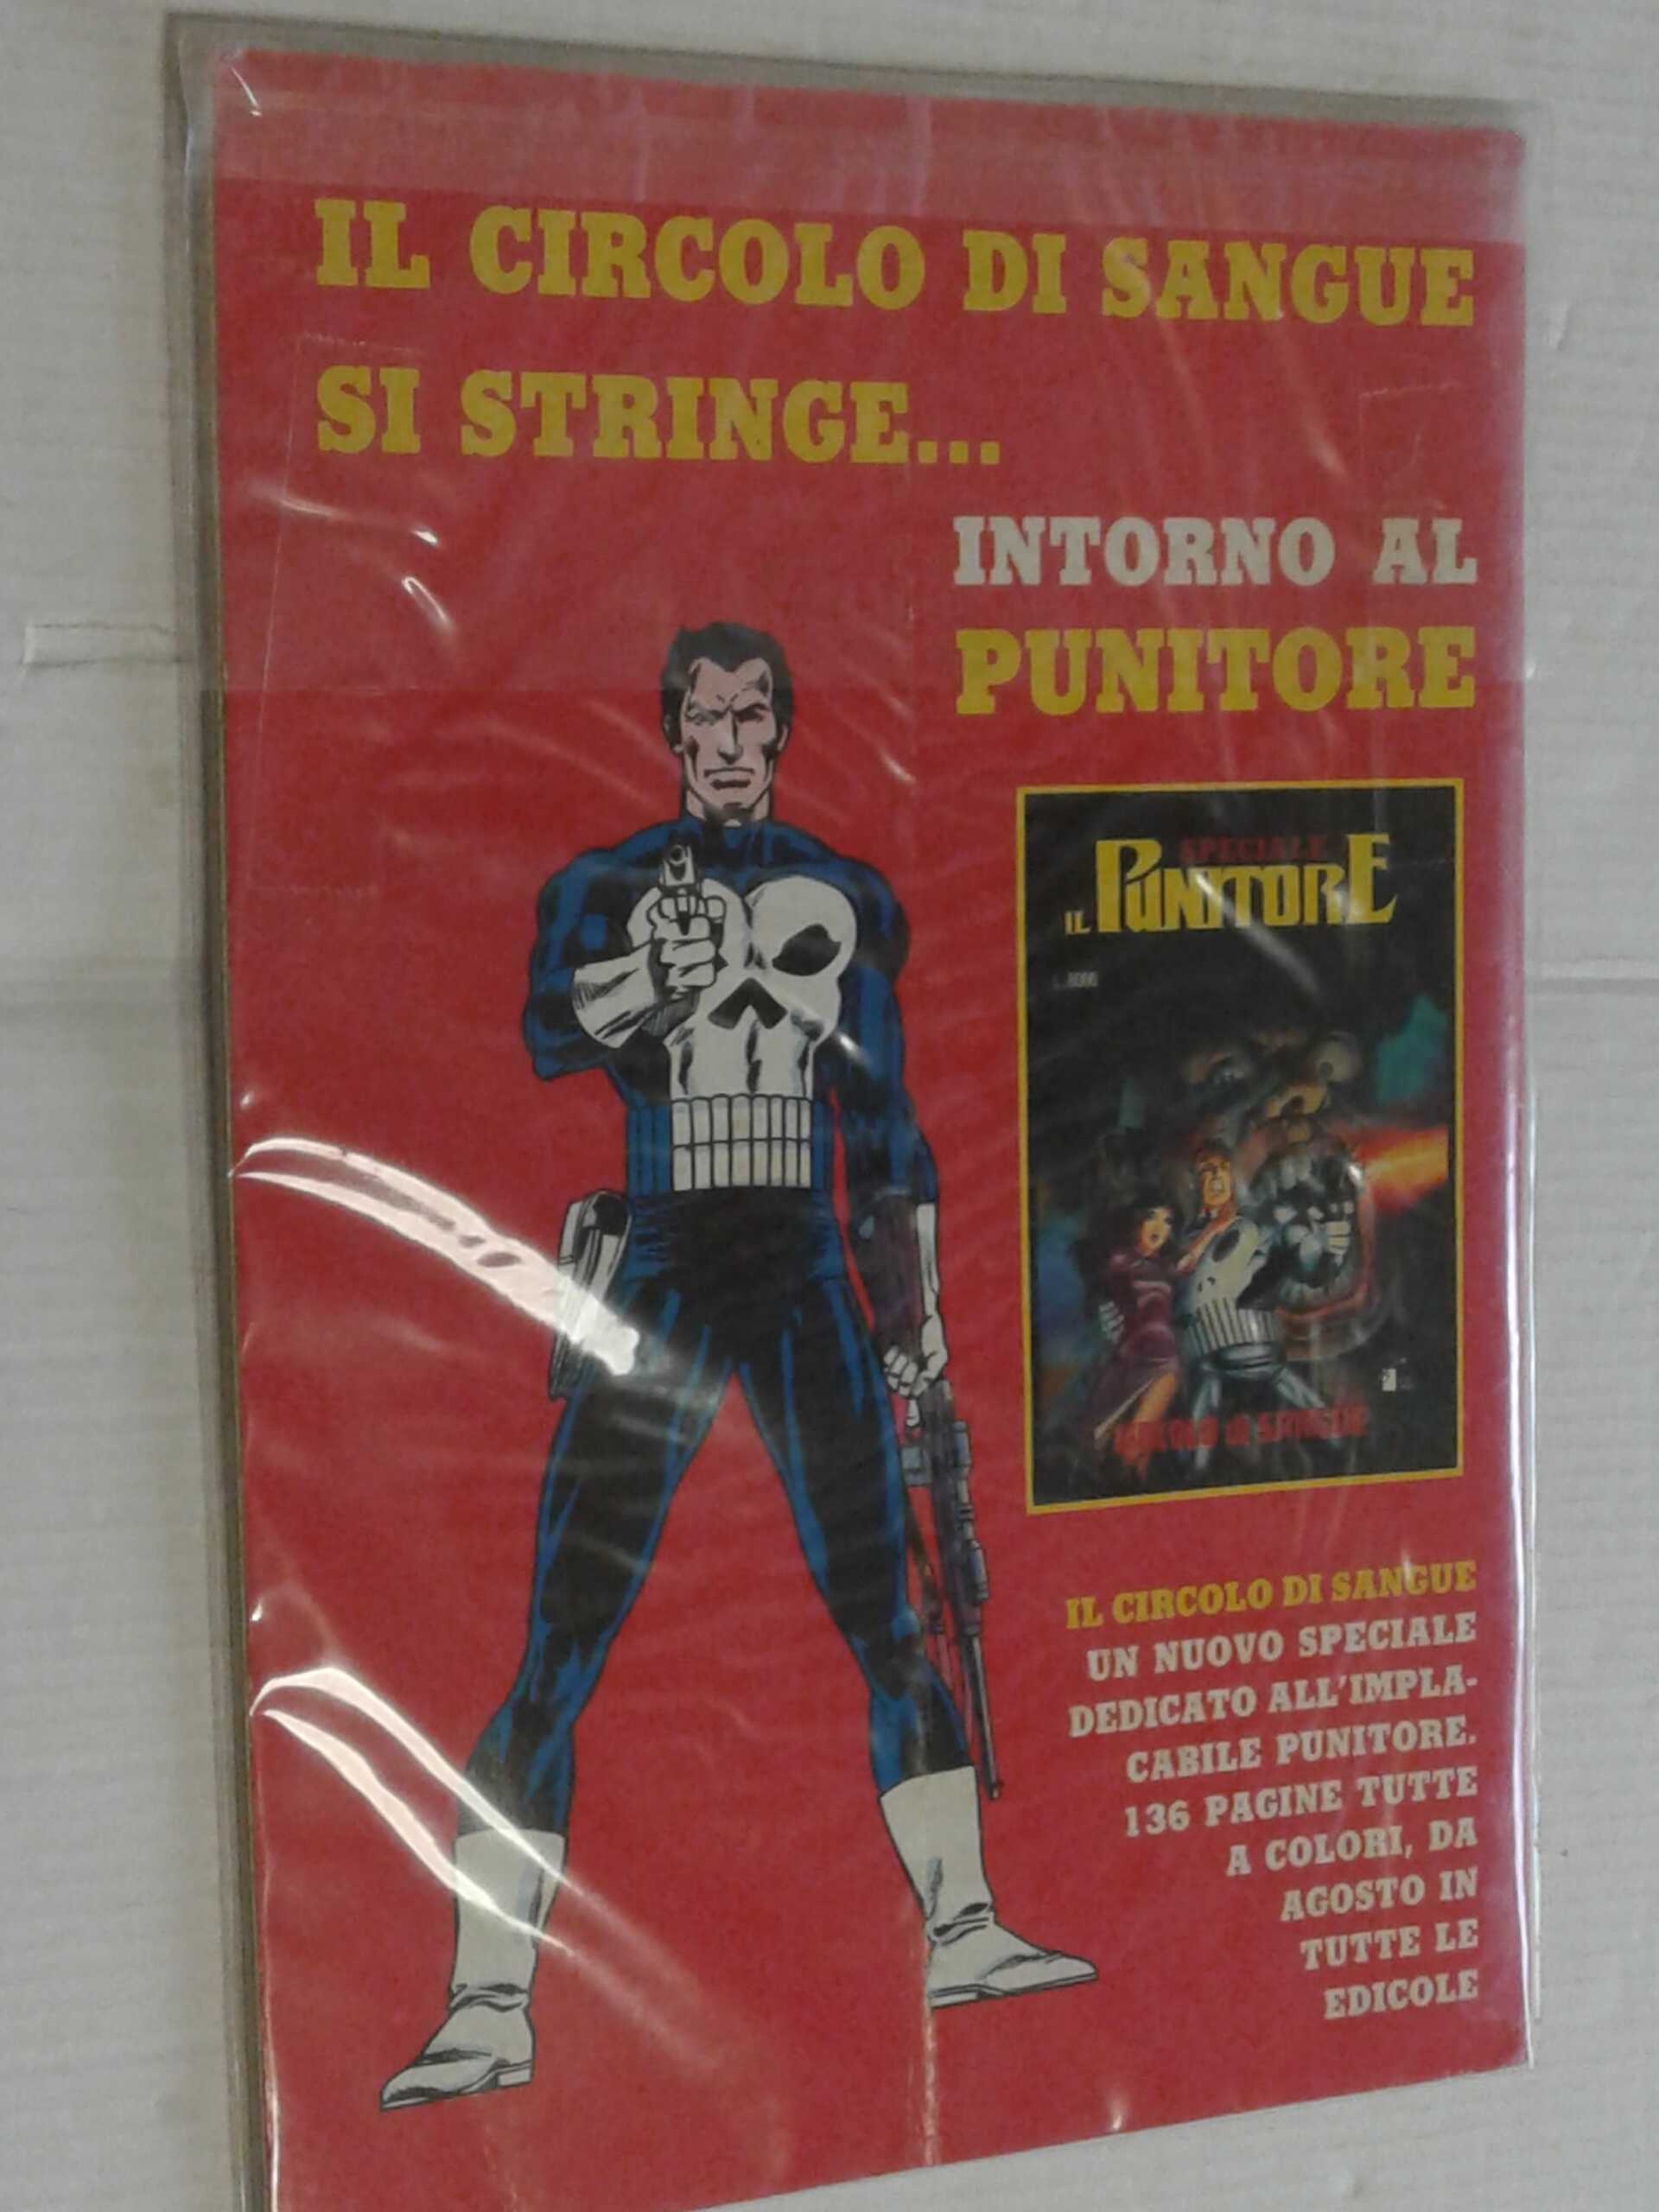 IL CIRCOLO DI SANGUE
SI STRINGE...
INTORNO AL
PUNITORE
SPECIALE
IL PUNITORE
IL CIRCOLO DI SANGUE
UN NUOVO SPECIALE
DEDICATO ALL'IMPLA-
CABILE PUNITORE.
136 PAGINE TUTTE
A COLORI, DA
AGOSTO IN
TUTTE LE
EDICOLE